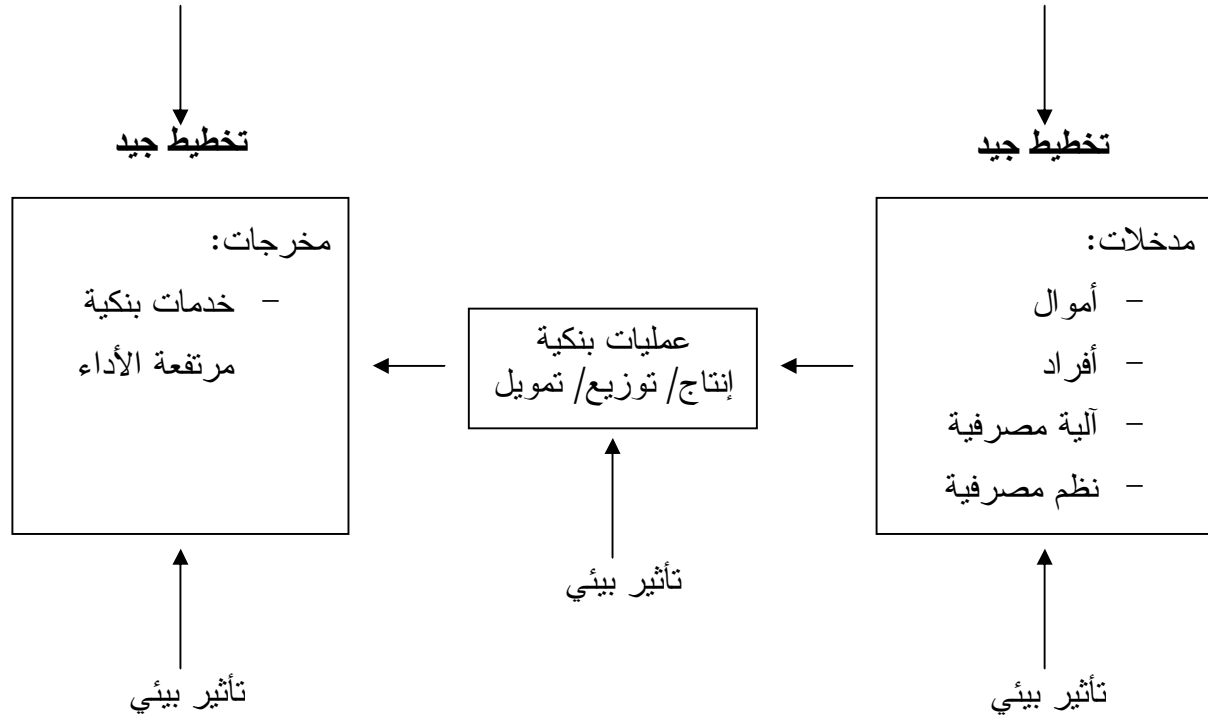 تخطيط جيد
تخطيط جيد
مدخلات:
- أموال
- أفراد
- آلية مصرفية
- نظم مصرفية
عمليات بنكية
إنتاج/ توزيع/ تمويل
مخرجات:
- خدمات بنكية
مرتفعة الأداء
تأثير بيئي
تأثير بيئي
تأثير بيئي